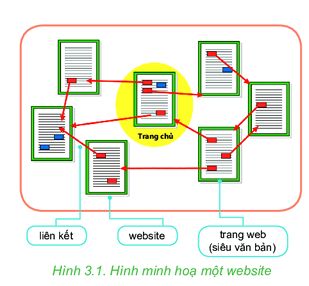 Trang chủ
liên kết
website
trang web
(siêu văn bản)
Hình 3.1. Hình minh hoạ một website